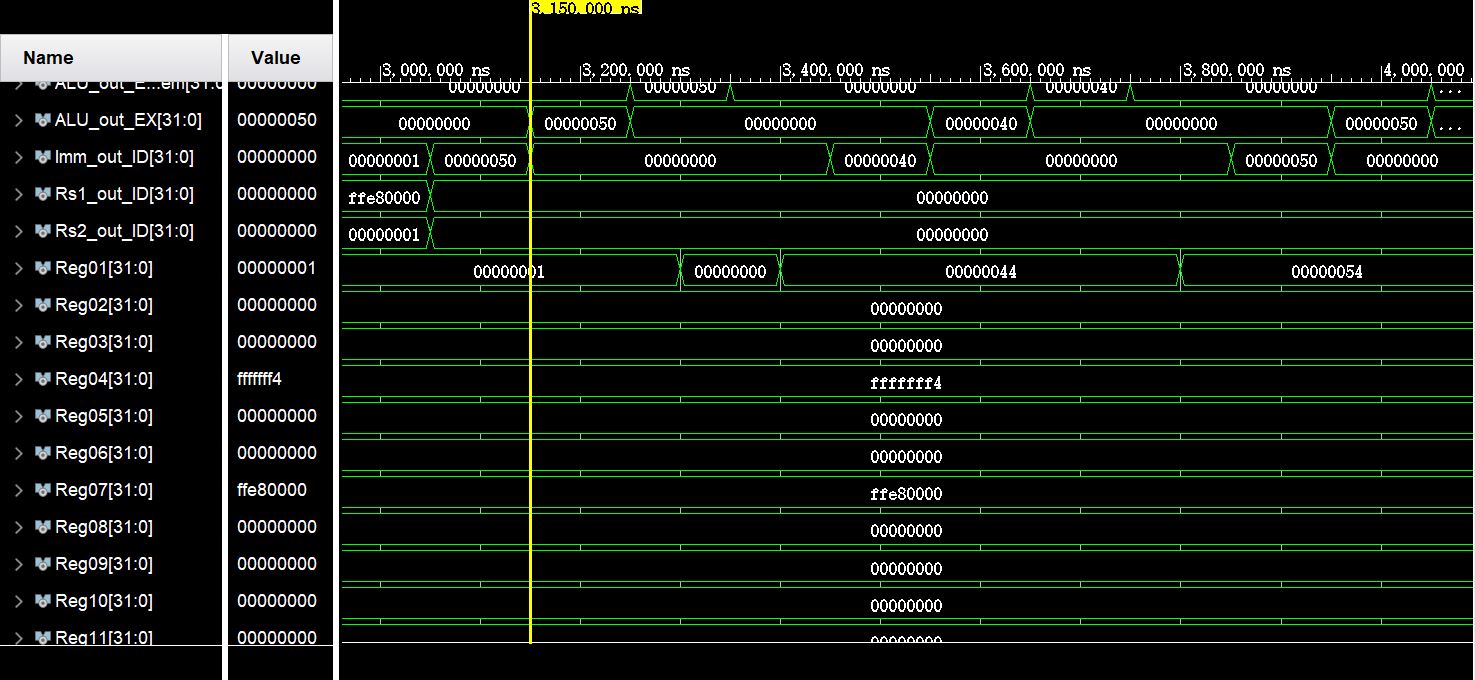 3,150.000 ns
Name Value
3,000.000 ns 3,200.000 ns 3,400.000 ns 3,600.000 ns 3,800.000 ns 4,000.000
ALU_out_E...em[31:0 00000000 00000000 00000050 00000000 00000040 00000000 ...
ALU_out_EX[31:0] 00000050 00000000 00000050 00000000 00000040 00000000 00000050 ...
Imm_out_ID[31:0] 00000000 00000001 00000050 00000000 00000040 00000000 00000050 00000000
Rs1_out_ID[31:0] 00000000 ffe80000 00000000
Rs2_out_ID[31:0] 00000000 00000001 00000000
Reg01[31:0] 00000001 00000001 00000000 00000044 00000054
Reg02[31:0] 00000000 00000000
Reg03[31:0] 00000000 00000000
Reg04[31:0] fffffff4 fffffff4
Reg05[31:0] 00000000 00000000
Reg06[31:0] 00000000 00000000
Reg07[31:0] ffe80000 ffe80000
Reg08[31:0] 00000000 00000000
Reg09[31:0] 00000000 00000000
Reg10[31:0] 00000000 00000000
Reg11[31:0] 00000000 00000000